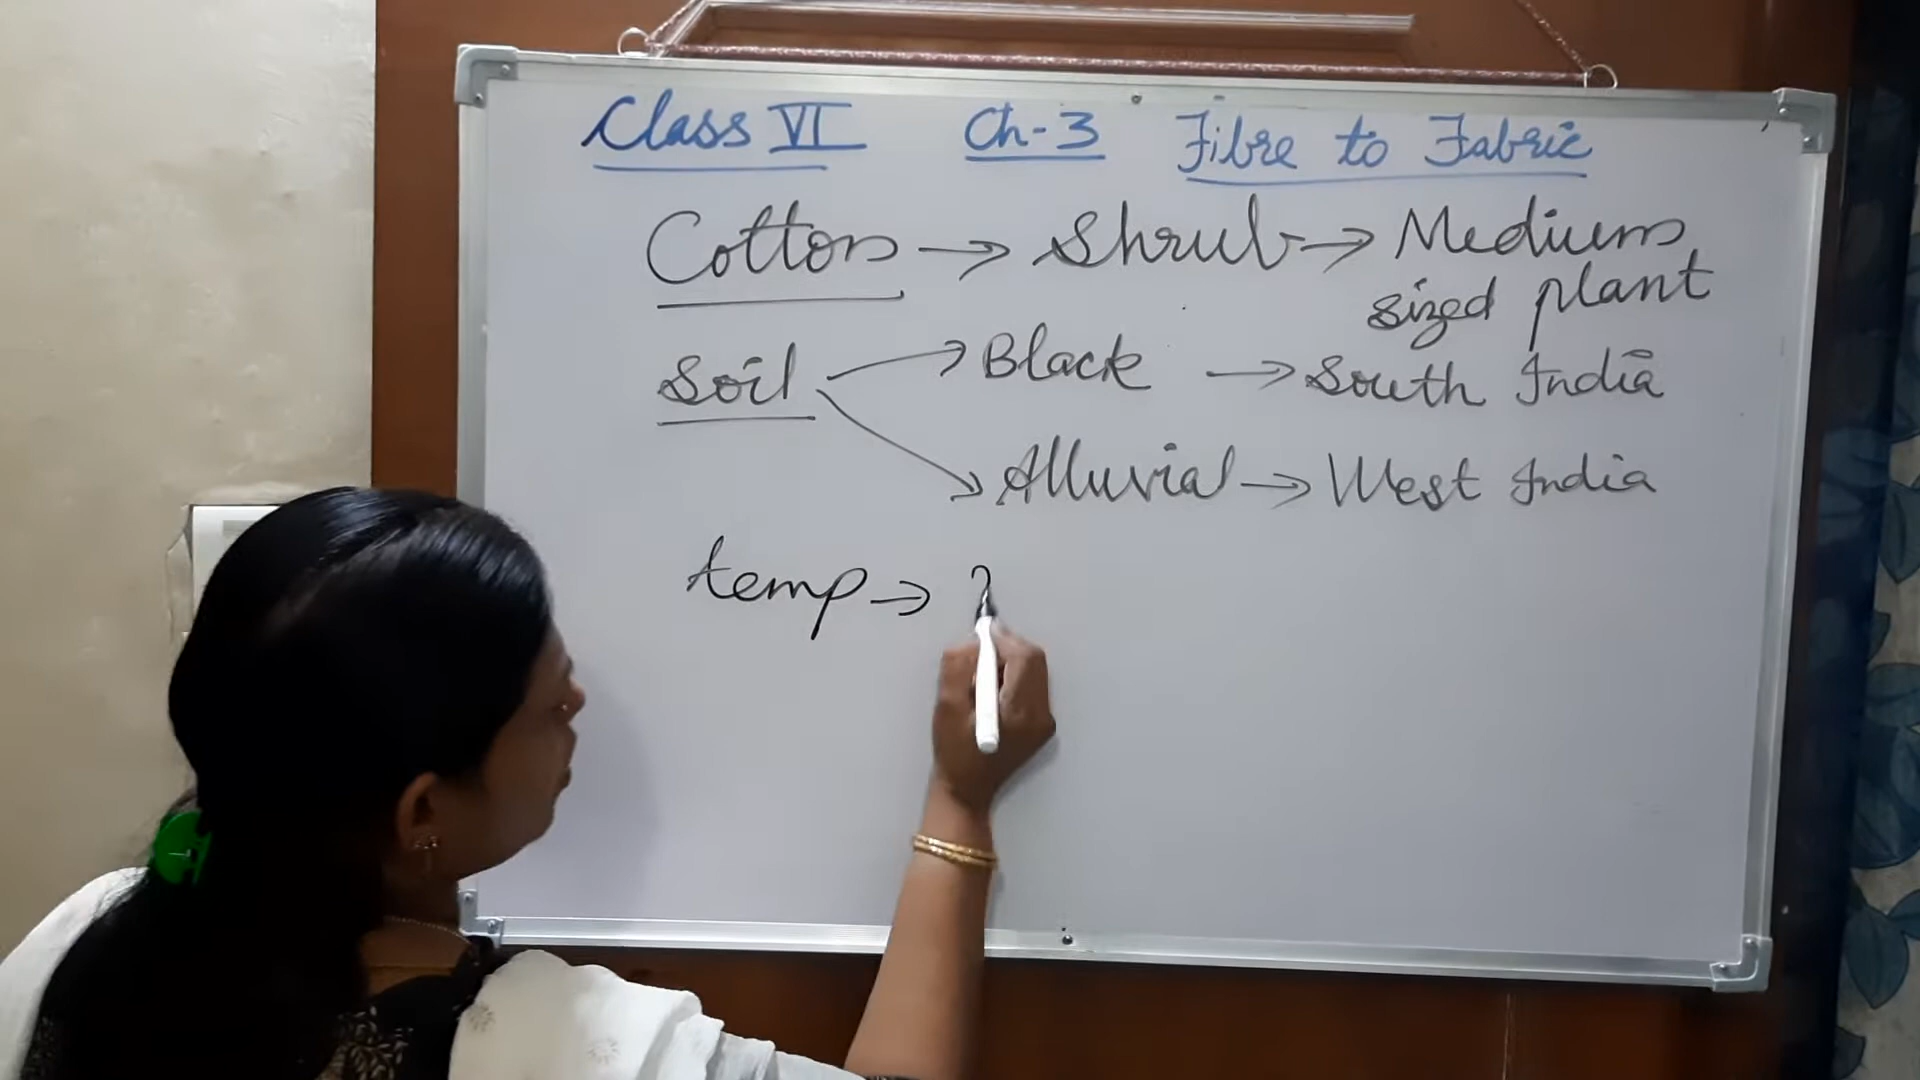 Class VI Ch-3 Fibre to Fabric
Cotton → Shrub → Medium
sized plant
Soil → Black → South India
→ Alluvial → West India
temp → 2